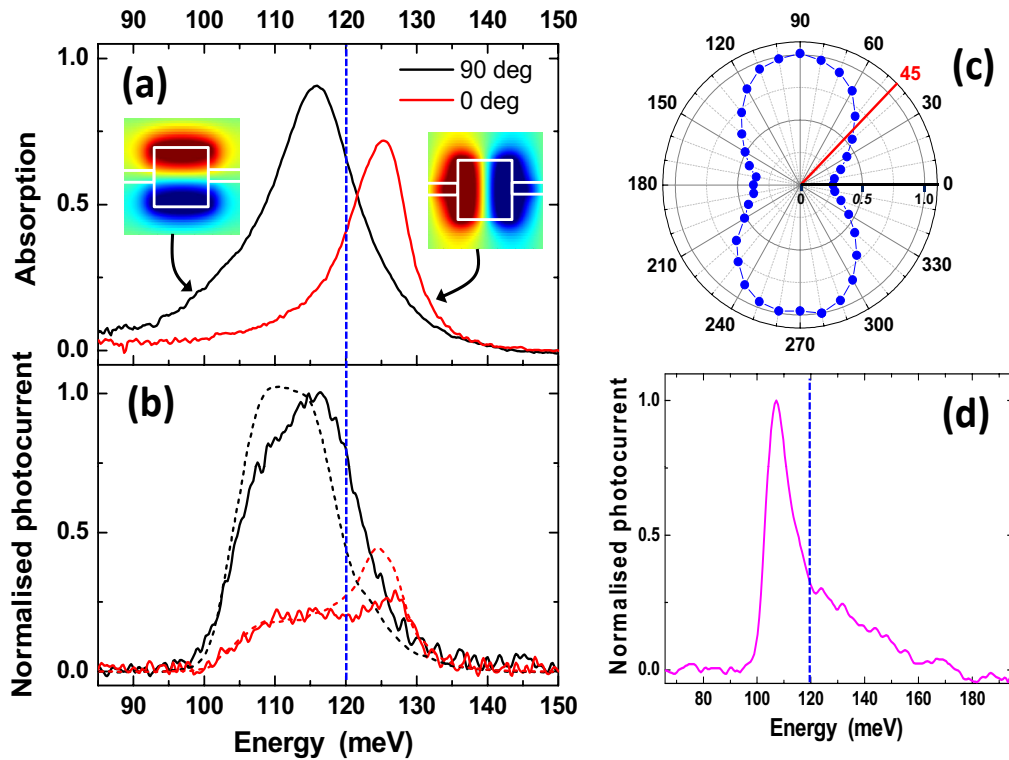 90 100 110 120 130 140 150
(a)
90 deg
0 deg
1.0
0.5
0.0
Absorption
(b)
1.0
0.5
0.0
Normalised photocurrent
90 100 110 120 130 140 150
Energy (meV)
(c)
90
120 60
45
150 30
180 0
0 0.5 1.0
210 330
240 300
270
(d)
1.0
0.5
0.0
Normalised photocurrent
80 100 120 140 160 180
Energy (meV)